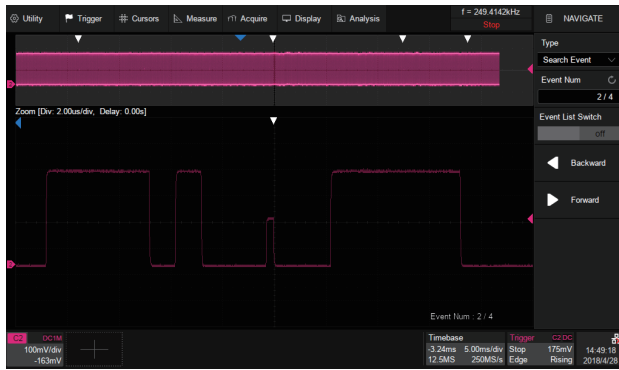 Utility Trigger Cursors Measure Acquire Display Analysis
f = 249.4142kHz
Stop
NAVIGATE
Type
Search Event
Event Num
2 / 4
Event List Switch
off
Backward
Forward
Zoom [Div: 2.00us/div, Delay: 0.00s]
Event Num : 2 / 4
C2 DC1M
100mV/div
-163mV
Timebase
-3.24ms 5.00ms/div
12.5MS 250MS/s
Trigger C2 DC
Stop 175mV
Edge Rising
14:49:18
2018/4/28